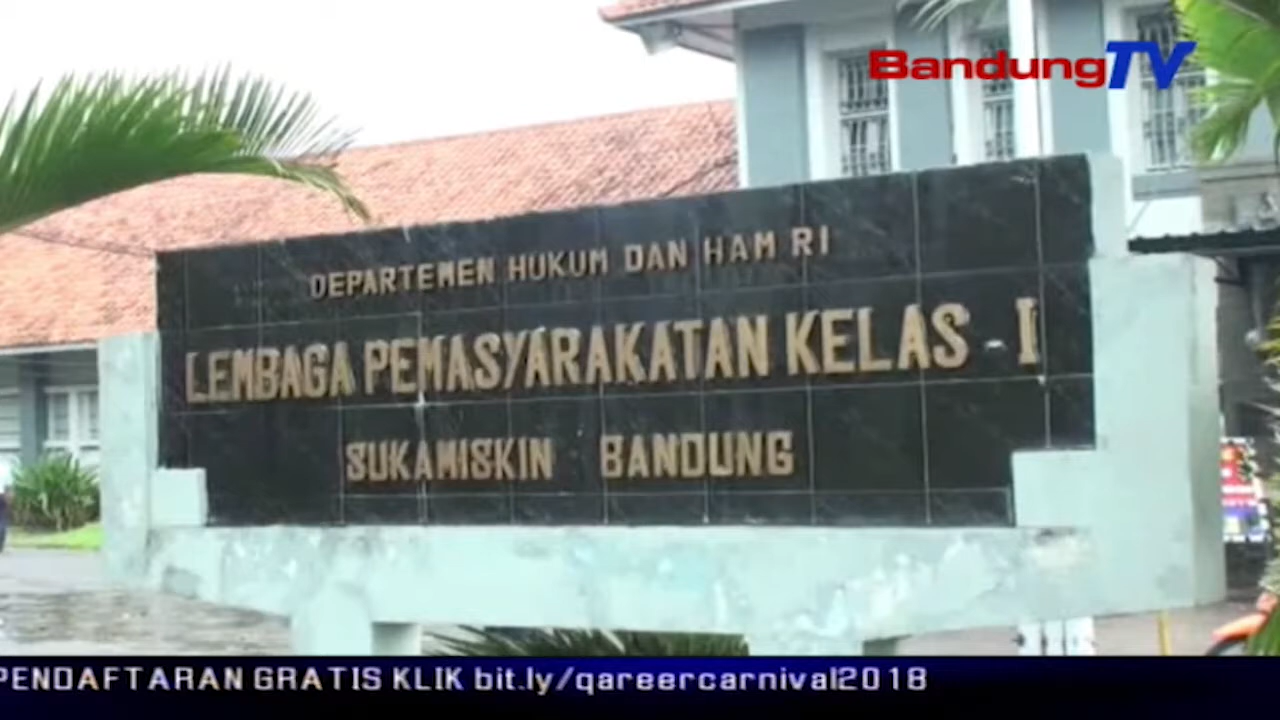 BandungTV
DEPARTEMEN HUKUM DAN HAM RI
LEMBAGA PEMASYARAKATAN KELAS - I
SUKAMISKIN BANDUNG
PENDAFTARAN GRATIS KLIK bit.ly/qareercarnival2018